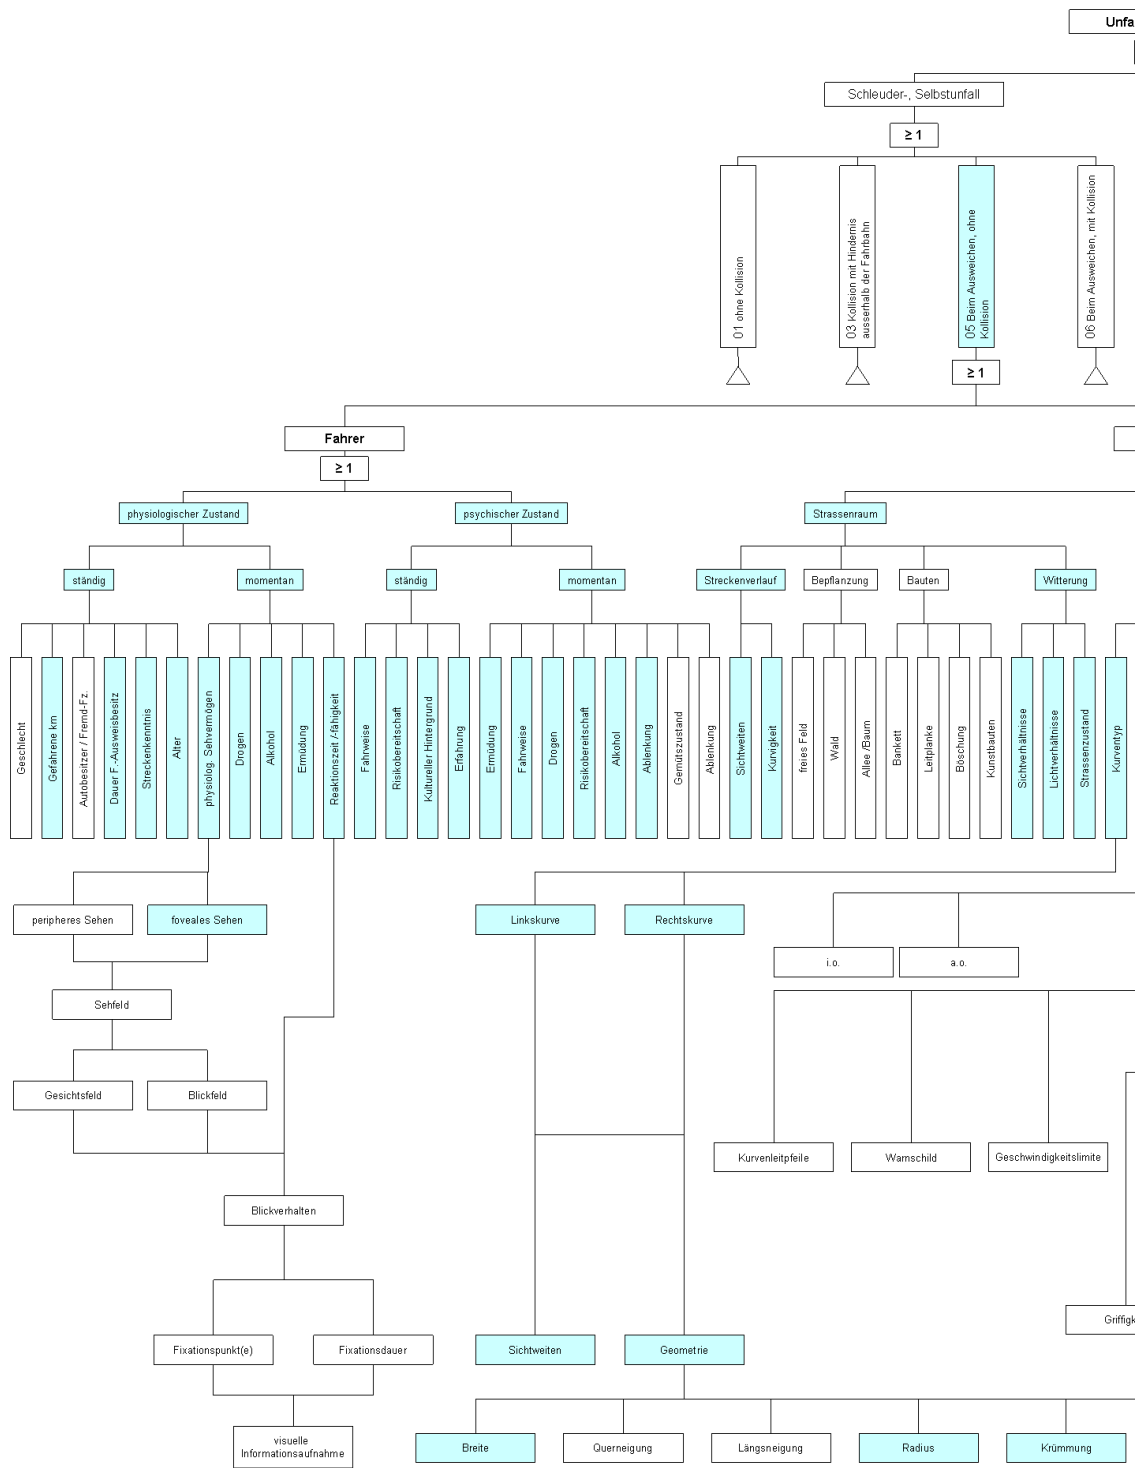 Unfa
Schleuder-, Selbstunfall
≥ 1
01 ohne Kollision
03 Kollision mit Hindernis
ausserhalb der Fahrbahn
05 Beim Ausweichen, ohne
Kollision
06 Beim Ausweichen, mit Kollision
≥ 1
Fahrer
≥ 1
physiologischer Zustand
psychischer Zustand
Strassenraum
ständig
momentan
ständig
momentan
Streckenverlauf
Bepflanzung
Bauten
Witterung
Geschlecht
Gefahrene km
Autobesitzer / Fremd-Fz.
Dauer F.-Ausweisbesitz
Streckenkenntnis
Alter
physiolog. Sehvermögen
Drogen
Alkohol
Ermüdung
Reaktionszeit /-fähigkeit
Fahrweise
Risikobereitschaft
Kultureller Hintergrund
Erfahrung
Ermüdung
Fahrweise
Drogen
Risikobereitschaft
Alkohol
Ablenkung
Gemütszustand
Ablenkung
Sichtweiten
Kurvigkeit
freies Feld
Wald
Allee /Baum
Bankett
Leitplanke
Böschung
Kunstbauten
Sichtverhältnisse
Lichtverhältnisse
Strassenzustand
Kurventyp
peripheres Sehen
foveales Sehen
Linkskurve
Rechtskurve
i.o.
a.o.
Sehfeld
Gesichtsfeld
Blickfeld
Kurvenleitpfeile
Warnschild
Geschwindigkeitslimite
Blickverhalten
Griffigk
Fixationspunkt(e)
Fixationsdauer
Sichtweiten
Geometrie
visuelle
Informationsaufnahme
Breite
Querneigung
Längsneigung
Radius
Krümmung